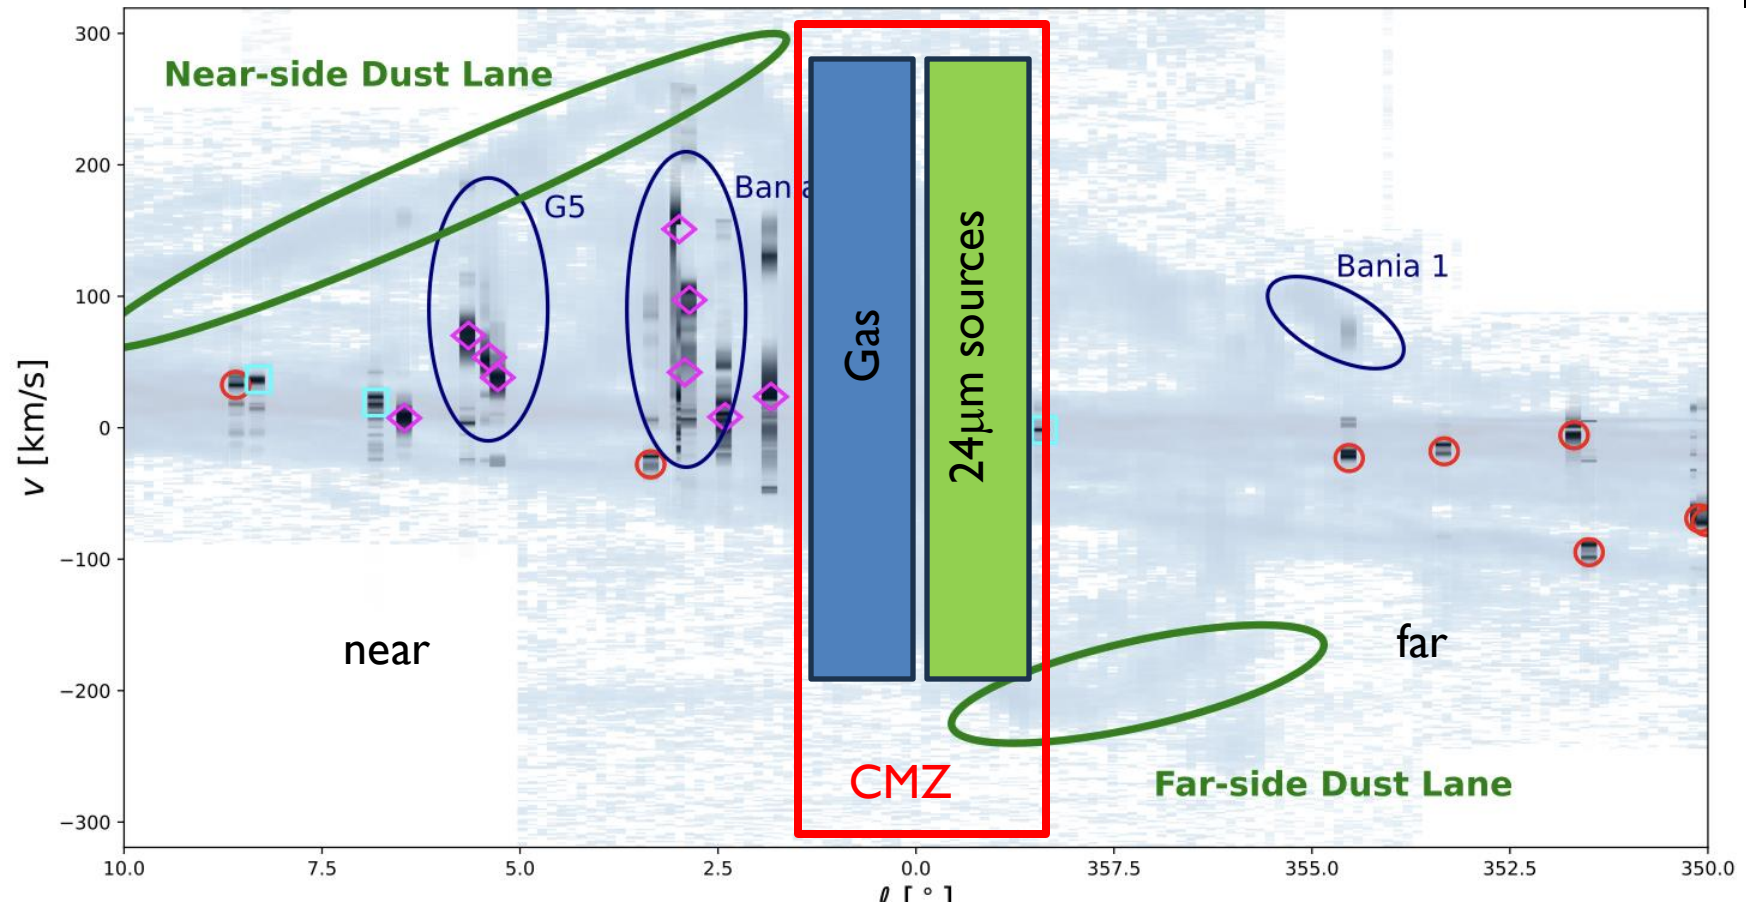 300
Near-side Dust Lane
200
G5
Bania
Bania 1
100
Gas
24μm sources
v [km/s]
0
−100
near
far
−200
CMZ
Far-side Dust Lane
−300
10.0
7.5
5.0
2.5
0.0
357.5
355.0
352.5
350.0
ℓ [°]